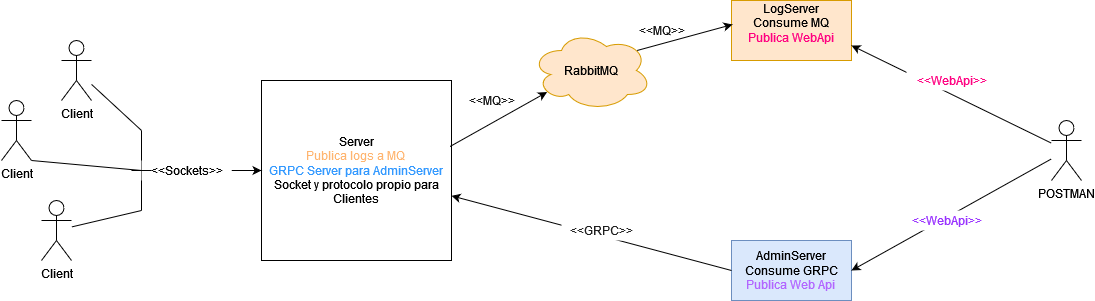 LogServer
Consume MQ
Publica WebApi
<<MQ>>
RabbitMQ
<<WebApi>>
<<MQ>>
Client
Client
Client
<<Sockets>>
Server
Publica logs a MQ
GRPC Server para AdminServer
Socket y protocolo propio para
Clientes
POSTMAN
<<WebApi>>
<<GRPC>>
AdminServer
Consume GRPC
Publica Web Api